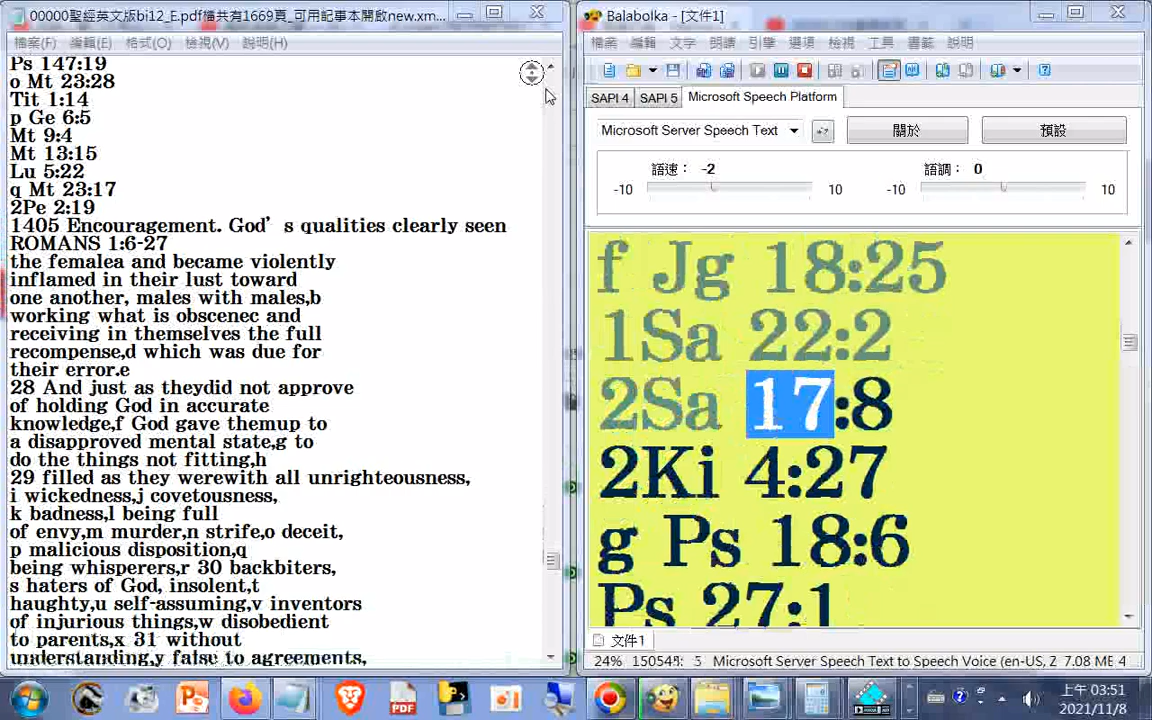 00000聖經英文版bi12_E.pdf檔共有1669頁_可用記事本開啟new.xm...
檔案(F) 編輯(E) 格式(O) 檢視(V) 說明(H)
Ps 147:19
o Mt 23:28
Tit 1:14
p Ge 6:5
Mt 9:4
Mt 13:15
Lu 5:22
q Mt 23:17
2Pe 2:19
1405 Encouragement. God’s qualities clearly seen
ROMANS 1:6-27
the femalea and became violently
inflamed in their lust toward
one another, males with males,b
working what is obscenec and
receiving in themselves the full
recompense,d which was due for
their error.e
28 And just as theydid not approve
of holding God in accurate
knowledge,f God gave themup to
a disapproved mental state,g to
do the things not fitting,h
29 filled as they werewith all unrighteousness,
i wickedness,j covetousness,
k badness,l being full
of envy,m murder,n strife,o deceit,
p malicious disposition,q
being whisperers,r 30 backbiters,
s haters of God, insolent,t
haughty,u self-assuming,v inventors
of injurious things,w disobedient
to parents,x 31 without
understanding,y false to agreements,
Balabolka - [文件1]
檔案 編輯 文字 朗讀 引擎 選項 檢視 工具 書籤 說明
SAPI 4 SAPI 5 Microsoft Speech Platform
Microsoft Server Speech Text 關於 預設
語速： -2 語調： 0
-10 10 -10 10
f Jg 18:25
1Sa 22:2
2Sa 17:8
2Ki 4:27
g Ps 18:6
Ps 27:1
文件1
24% Microsoft Server Speech Text to Speech Voice (en-US, Z 7.08 MB 4
PDF
上午 03:51
2021/11/8